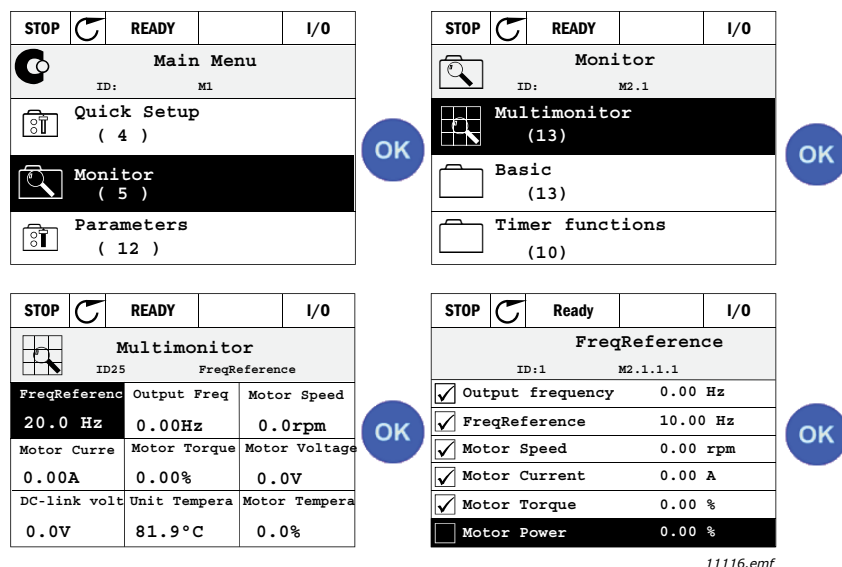 STOP READY I/O
Main Menu
ID: M1
Quick Setup
( 4 )
Monitor
( 5 )
Parameters
( 12 )
OK
STOP READY I/O
Monitor
ID: M2.1
Multimonitor
(13)
Basic
(13)
Timer functions
(10)
OK
STOP READY I/O
Multimonitor
ID25 FreqReference
FreqReferenc Output Freq Motor Speed
20.0 Hz 0.00Hz 0.0rpm
Motor Curre Motor Torque Motor Voltage
0.00A 0.00% 0.0V
DC-link volt Unit Tempera Motor Tempera
0.0V 81.9°C 0.0%
OK
STOP Ready I/O
FreqReference
ID:1 M2.1.1.1
Output frequency 0.00 Hz
FreqReference 10.00 Hz
Motor Speed 0.00 rpm
Motor Current 0.00 A
Motor Torque 0.00 %
Motor Power 0.00 %
OK
11116.emf